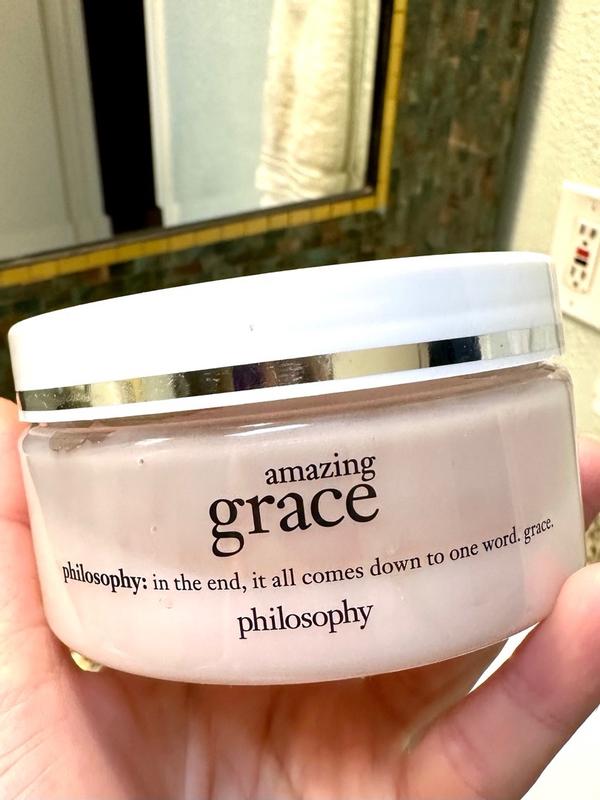 amazing
grace
philosophy: in the end, it all comes down to one word. grace.
philosophy